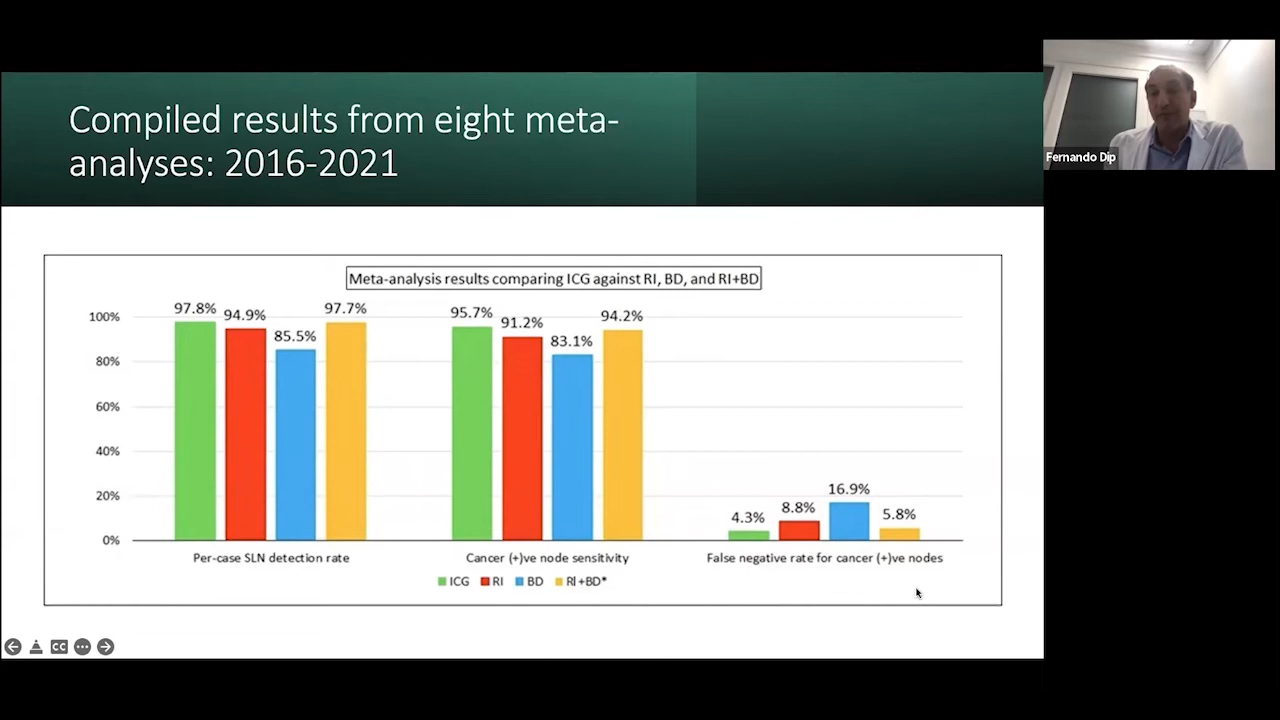 Compiled results from eight meta-
analyses: 2016-2021
Fernando Dip
Meta-analysis results comparing ICG against RI, BD, and RI+BD
100%
80%
60%
40%
20%
0%
97.8%
94.9%
85.5%
97.7%
95.7%
91.2%
83.1%
94.2%
4.3%
8.8%
16.9%
5.8%
Per-case SLN detection rate
Cancer (+)ve node sensitivity
False negative rate for cancer (+)ve nodes
ICG RI BD RI+BD*
CC